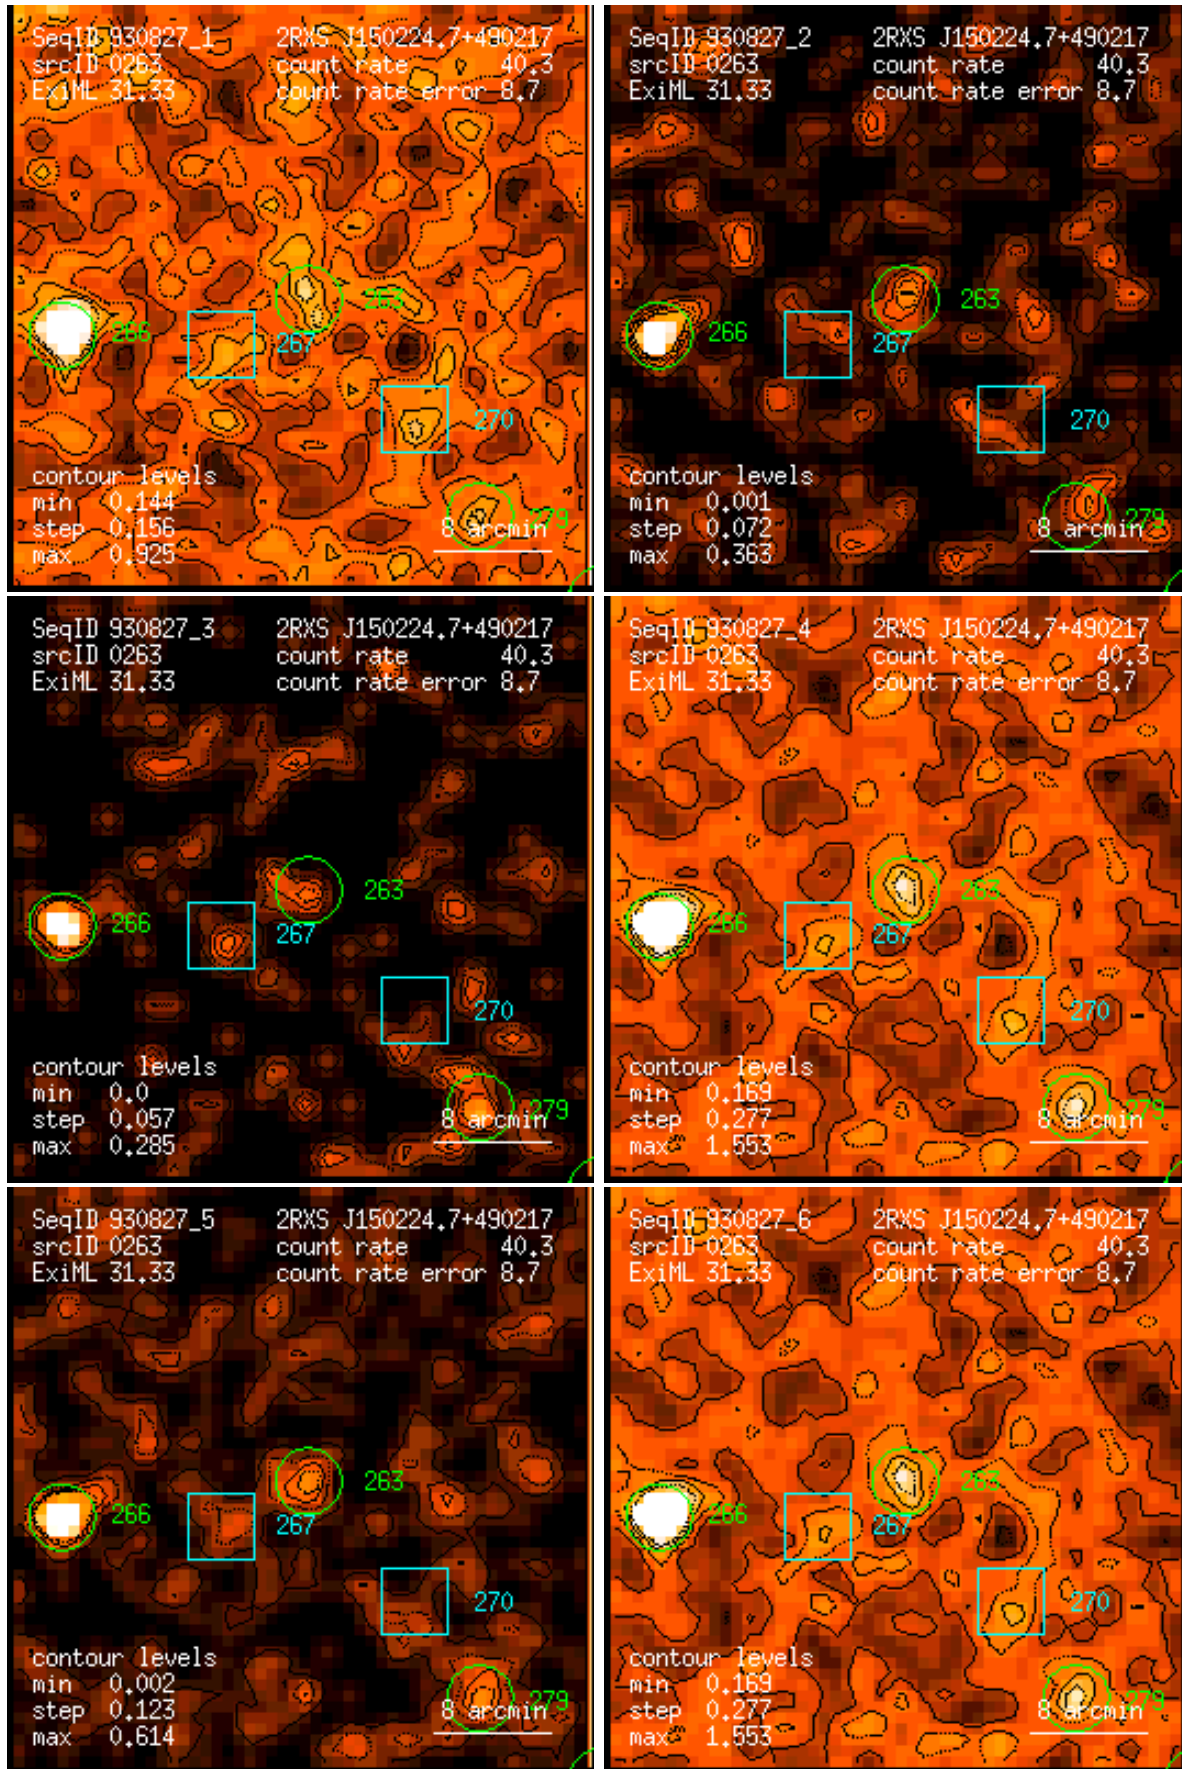 SeqID 930827_1 2RXS J150224.7+490217
srcID 0263 count rate 40.3
ExiML 31.33 count rate error 8.7
263
266
267
270
contour levels
min 0.144
step 0.156
max 0.925
279
8 arcmin
SeqID 930827_2 2RXS J150224.7+490217
srcID 0263 count rate 40.3
ExiML 31.33 count rate error 8.7
263
266
267
270
contour levels
min 0.001
step 0.072
max 0.363
279
8 arcmin
SeqID 930827_3 2RXS J150224.7+490217
srcID 0263 count rate 40.3
ExiML 31.33 count rate error 8.7
263
266
267
270
contour levels
min 0.0
step 0.057
max 0.285
279
8 arcmin
SeqID 930827_4 2RXS J150224.7+490217
srcID 0263 count rate 40.3
ExiML 31.33 count rate error 8.7
263
266
267
270
contour levels
min 0.169
step 0.277
max 1.553
279
8 arcmin
SeqID 930827_5 2RXS J150224.7+490217
srcID 0263 count rate 40.3
ExiML 31.33 count rate error 8.7
263
266
267
270
contour levels
min 0.002
step 0.123
max 0.614
279
8 arcmin
SeqID 930827_6 2RXS J150224.7+490217
srcID 0263 count rate 40.3
ExiML 31.33 count rate error 8.7
263
266
267
270
contour levels
min 0.169
step 0.277
max 1.553
279
8 arcmin